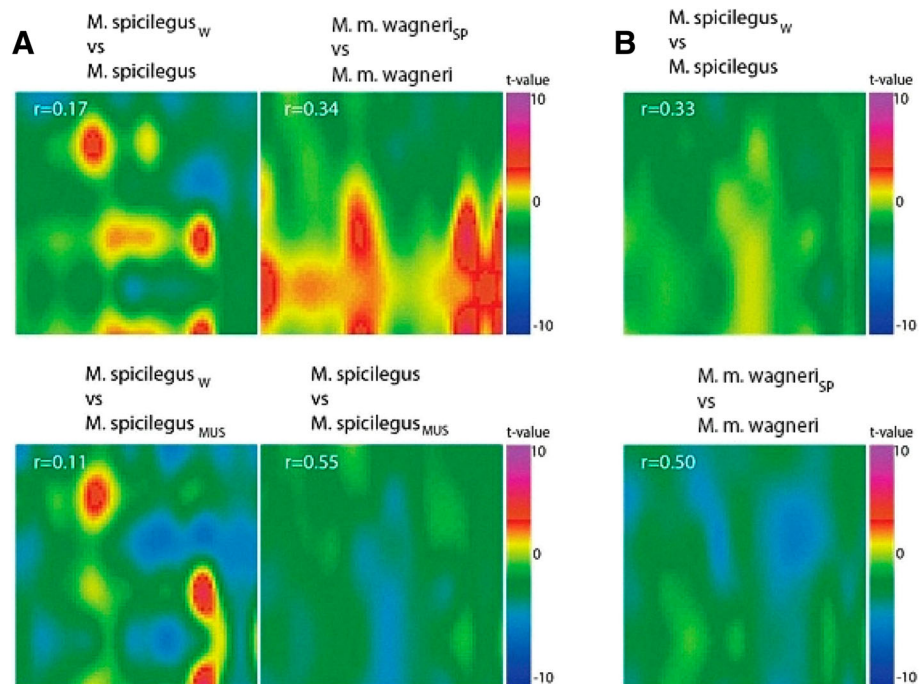 A
M. spicilegus W
vs
M. spicilegus
M. m. wagneri SP
vs
M. m. wagneri
t-value
r=0.17
r=0.34
10
0
-10
B
M. spicilegus W
vs
M. spicilegus
t-value
r=0.33
10
0
-10
M. spicilegus W
vs
M. spicilegus MUS
M. spicilegus
vs
M. spicilegus MUS
t-value
r=0.11
r=0.55
10
0
-10
M. m. wagneri SP
vs
M. m. wagneri
t-value
r=0.50
10
0
-10